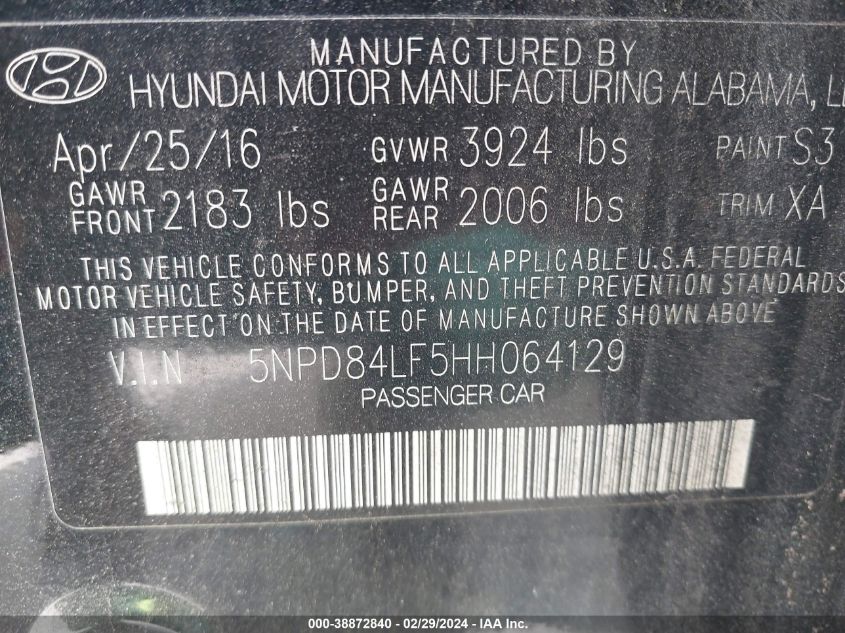 MANUFACTURED BY
HYUNDAI MOTOR MANUFACTURING ALABAMA,
Apr/25/16 GVWR 3924 lbs PAINT S3
GAWR FRONT 2183 lbs GAWR REAR 2006 lbs TRIM XA
THIS VEHICLE CONFORMS TO ALL APPLICABLE U.S.A. FEDERAL
MOTOR VEHICLE SAFETY, BUMPER, AND THEFT PREVENTION STANDARDS
IN EFFECT ON THE DATE OF MANUFACTURE SHOWN ABOVE
V.I.N 5NPD84LF5HH064129
PASSENGER CAR
000-38872840 - 02/29/2024 - IAA Inc.